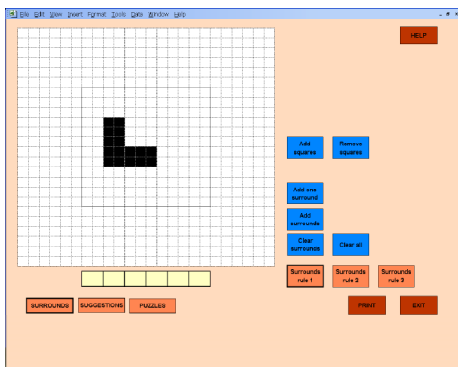 File Edit View Insert Format Tools Data Window Help
HELP
Add squares
Remove squares
Add one surround
Add surrounds
Clear surrounds
Clear all
Surrounds rule 1
Surrounds rule 2
Surrounds rule 3
SURROUNDS
SUGGESTIONS
PUZZLES
PRINT
EXIT